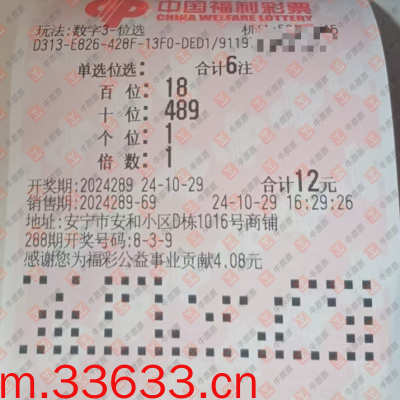 中国福利彩票
CHINA WELFARE LOTTERY
玩法:数字3-位选
D313-E826-428F-13F0-DED1/9119
单选位选: 合计6注
百位: 18
十位: 489
个位: 1
倍数: 1
开奖期:2024289 24-10-29 合计12元
销售期:2024289-69 24-10-29 16:29:26
地址:安宁市安和小区D栋1016号商铺
288期开奖号码:8-3-9
感谢您为福彩公益事业贡献4.08元
m.33633.cn